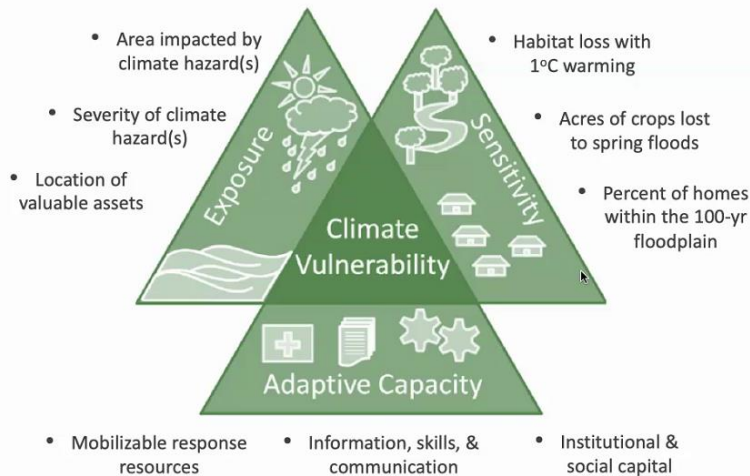 • Area impacted by
climate hazard(s)
• Severity of climate
hazard(s)
• Location of
valuable assets
Exposure
• Habitat loss with
1°C warming
• Acres of crops lost
to spring floods
• Percent of homes
within the 100-yr
floodplain
Sensitivity
Climate
Vulnerability
Adaptive Capacity
• Mobilizable response
resources
• Information, skills, &
communication
• Institutional &
social capital